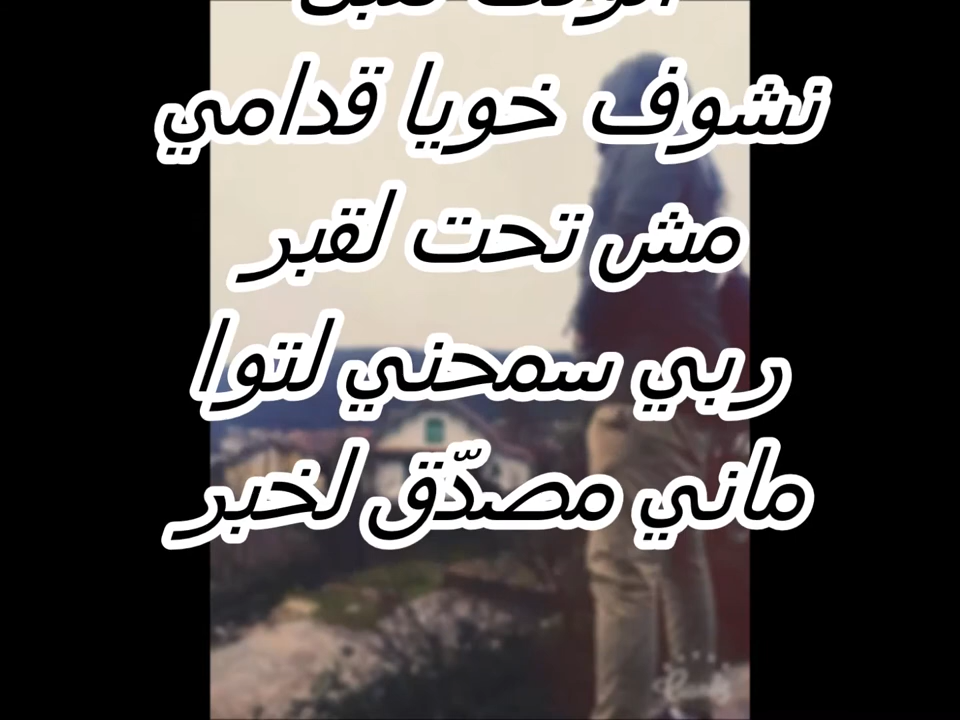 نشوف خويا قدامي
مش تحت لقبر
ربي سمحني لتوا
ماني مصدّق لخبر